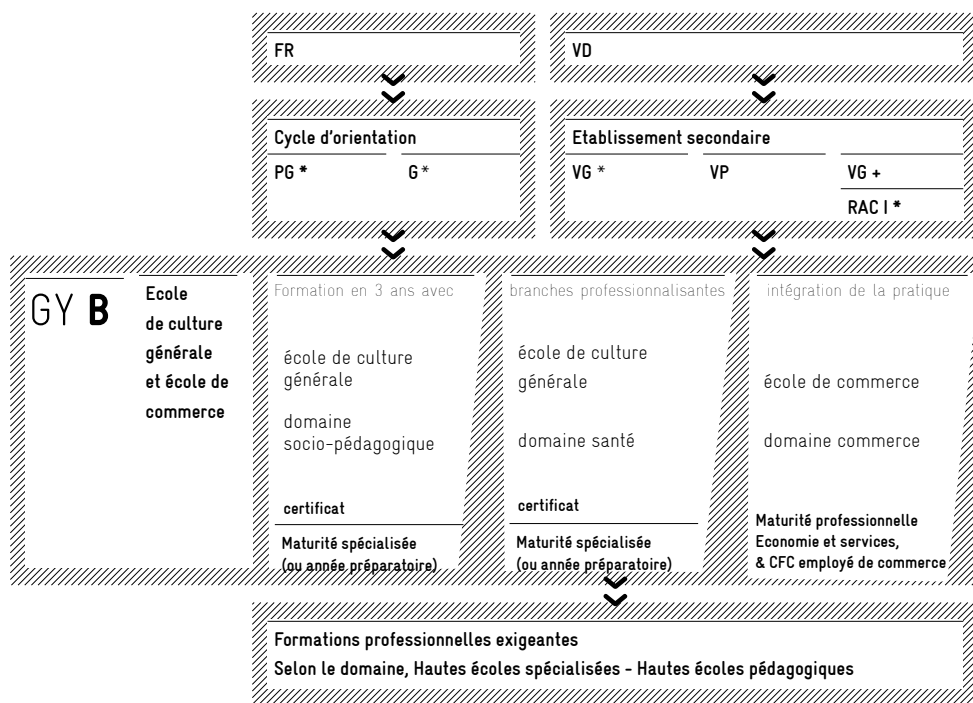 FR
VD
Cycle d'orientation
PG *
G *
Etablissement secondaire
VG *
VP
VG +
RAC I *
GY B
Ecole
de culture
générale
et école de
commerce
Formation en 3 ans avec
branches professionnalisantes
intégration de la pratique
école de culture
générale
domaine
socio-pédagogique
certificat
Maturité spécialisée
(ou année préparatoire)
école de culture
générale
domaine santé
certificat
Maturité spécialisée
(ou année préparatoire)
école de commerce
domaine commerce
Maturité professionnelle
Economie et services,
& CFC employé de commerce
Formations professionnelles exigeantes
Selon le domaine, Hautes écoles spécialisées - Hautes écoles pédagogiques